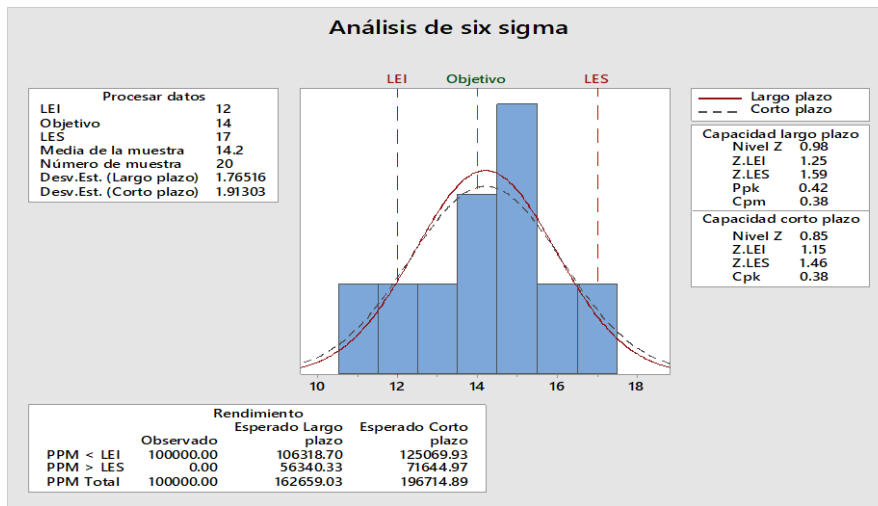 Análisis de six sigma
Procesar datos
LEI 12
Objetivo 14
LES 17
Media de la muestra 14.2
Número de muestra 20
Desv.Est. (Largo plazo) 1.76516
Desv.Est. (Corto plazo) 1.91303
LEI Objetivo LES
10 12 14 16 18
Largo plazo
Corto plazo
Capacidad largo plazo
Nivel Z 0.98
Z.LEI 1.25
Z.LES 1.59
Ppk 0.42
Cpm 0.38
Capacidad corto plazo
Nivel Z 0.85
Z.LEI 1.15
Z.LES 1.46
Cpk 0.38
Rendimiento
Esperado Largo Esperado Corto
Observado plazo plazo
PPM < LEI 100000.00 106318.70 125069.93
PPM > LES 0.00 56340.33 71644.97
PPM Total 100000.00 162659.03 196714.89